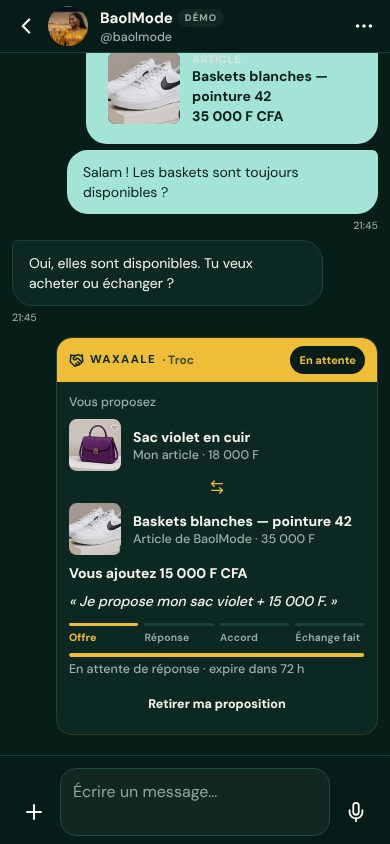 BaolMode DÉMO
@baolmode
ARTICLE
Baskets blanches —
pointure 42
35 000 F CFA
Salam ! Les baskets sont toujours
disponibles ?
21:45
Oui, elles sont disponibles. Tu veux
acheter ou échanger ?
21:45
WAXAALE · Troc En attente
Vous proposez
Sac violet en cuir
Mon article · 18 000 F
Baskets blanches — pointure 42
Article de BaolMode · 35 000 F
Vous ajoutez 15 000 F CFA
« Je propose mon sac violet + 15 000 F. »
Offre Réponse Accord Échange fait
En attente de réponse · expire dans 72 h
Retirer ma proposition
Écrire un message...